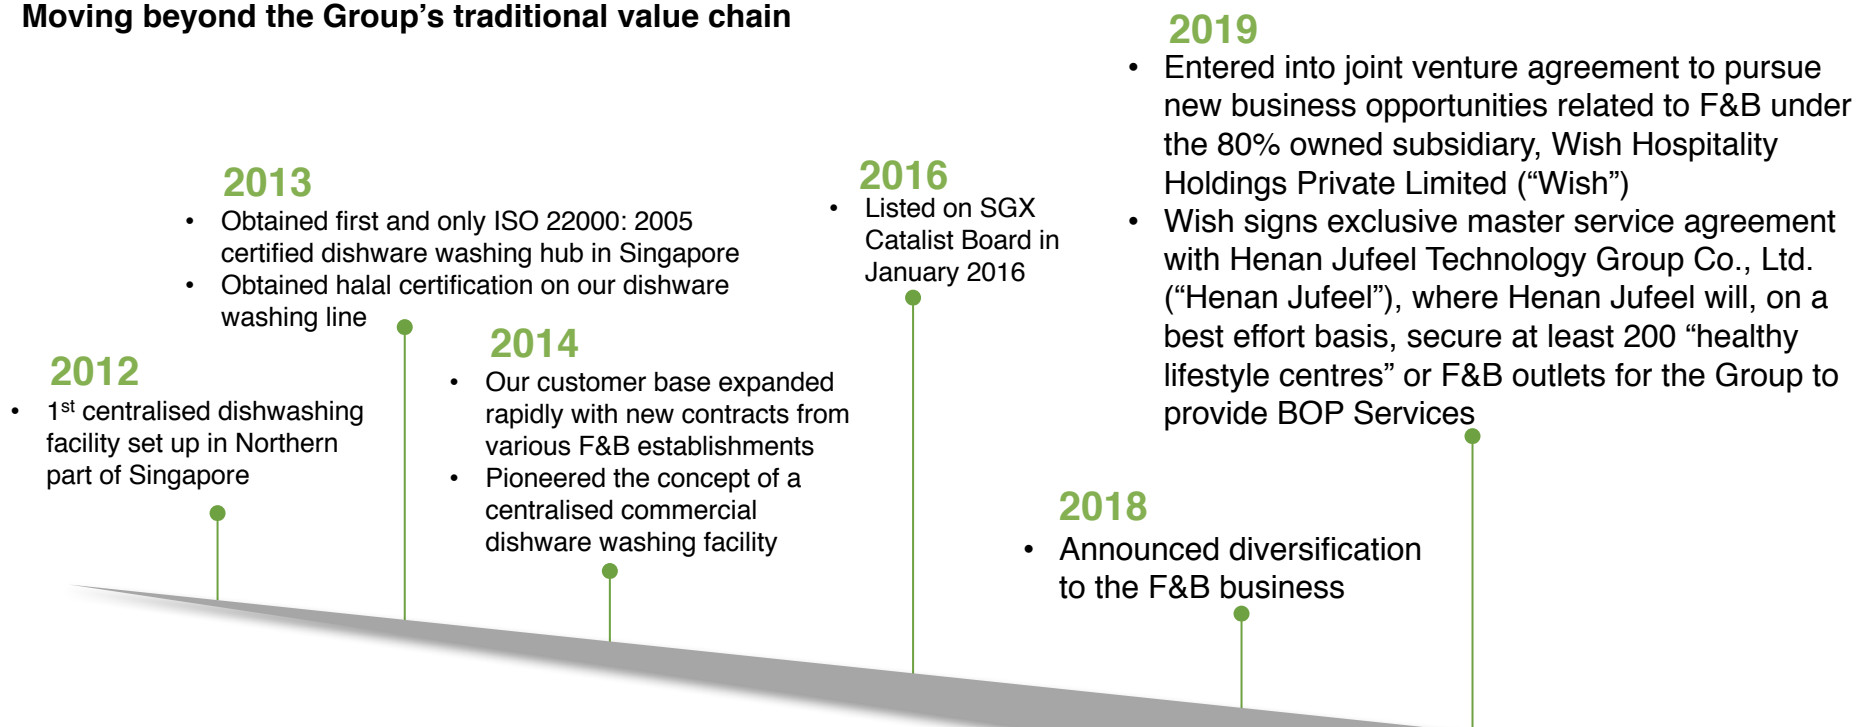 Moving beyond the Group’s traditional value chain
2012
• 1st centralised dishwashing
facility set up in Northern
part of Singapore
2013
• Obtained first and only ISO 22000: 2005
certified dishware washing hub in Singapore
• Obtained halal certification on our dishware
washing line
2014
• Our customer base expanded
rapidly with new contracts from
various F&B establishments
• Pioneered the concept of a
centralised commercial
dishware washing facility
2016
• Listed on SGX
Catalist Board in
January 2016
2018
• Announced diversification
to the F&B business
2019
• Entered into joint venture agreement to pursue
new business opportunities related to F&B under
the 80% owned subsidiary, Wish Hospitality
Holdings Private Limited (“Wish”)
• Wish signs exclusive master service agreement
with Henan Jufeel Technology Group Co., Ltd.
(“Henan Jufeel”), where Henan Jufeel will, on a
best effort basis, secure at least 200 “healthy
lifestyle centres” or F&B outlets for the Group to
provide BOP Services